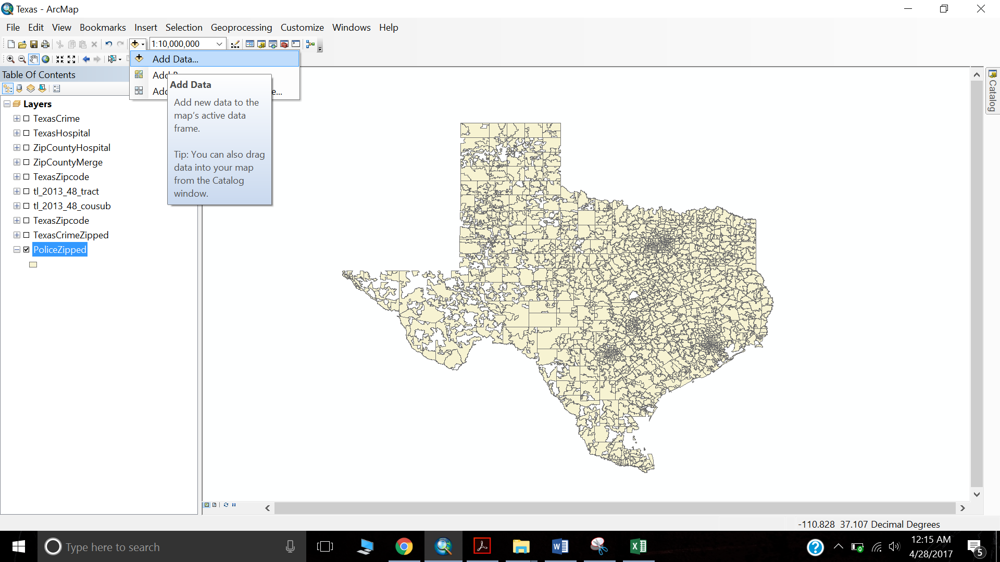 Texas - ArcMap
File Edit View Bookmarks Insert Selection Geoprocessing Customize Windows Help
1:10,000,000
Add Data...
Table Of Contents
Add
Add e...
Add Data
Add new data to the
map's active data
frame.
Tip: You can also drag
data into your map
from the Catalog
window.
Layers
TexasCrime
TexasHospital
ZipCountyHospital
ZipCountyMerge
TexasZipcode
tl_2013_48_tract
tl_2013_48_cousub
TexasZipcode
TexasCrimeZipped
PoliceZipped
Catalog
-110.828 37.107 Decimal Degrees
Type here to search
12:15 AM
4/28/2017
5